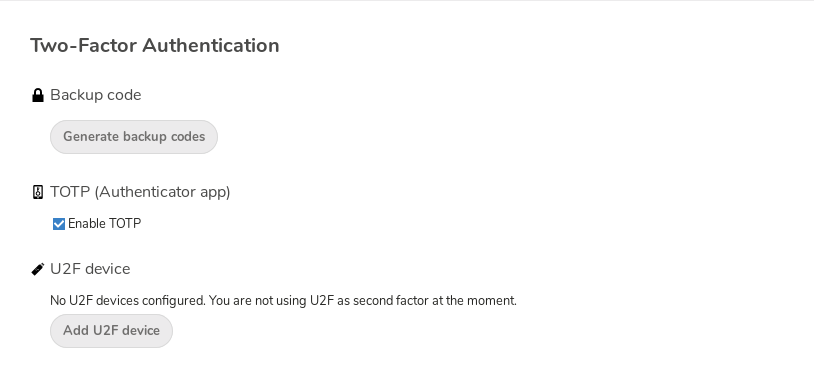 Two-Factor Authentication
Backup code
Generate backup codes
TOTP (Authenticator app)
Enable TOTP
U2F device
No U2F devices configured. You are not using U2F as second factor at the moment.
Add U2F device